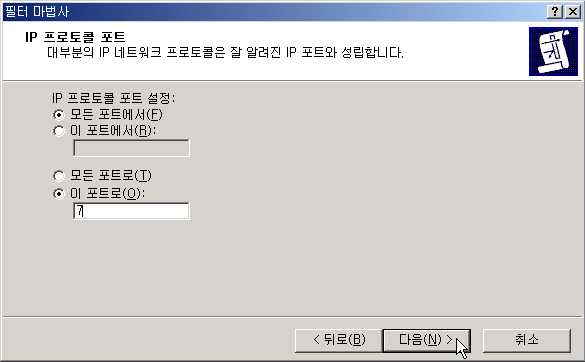 필터 마법사
IP 프로토콜 포트
대부분의 IP 네트워크 프로토콜은 잘 알려진 IP 포트와 성립합니다.
IP 프로토콜 포트 설정:
모든 포트에서(F)
이 포트에서(R):
모든 포트로(T)
이 포트로(O):
7
< 뒤로(B)
다음(N) >
취소